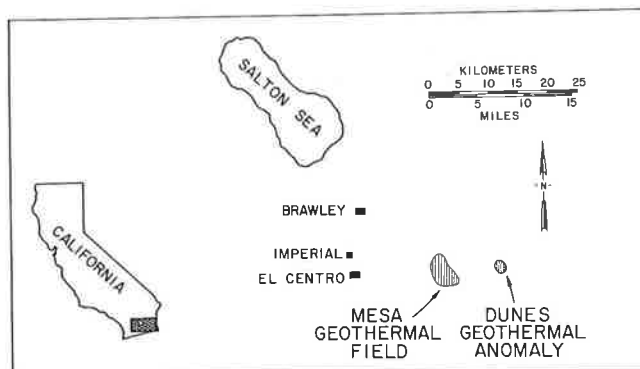 SALTON SEA
KILOMETERS
0 5 10 15 20 25
0 5 10 15
MILES
N
BRAWLEY
CALIFORNIA
IMPERIAL
EL CENTRO
MESA
GEOTHERMAL
FIELD
DUNES
GEOTHERMAL
ANOMALY